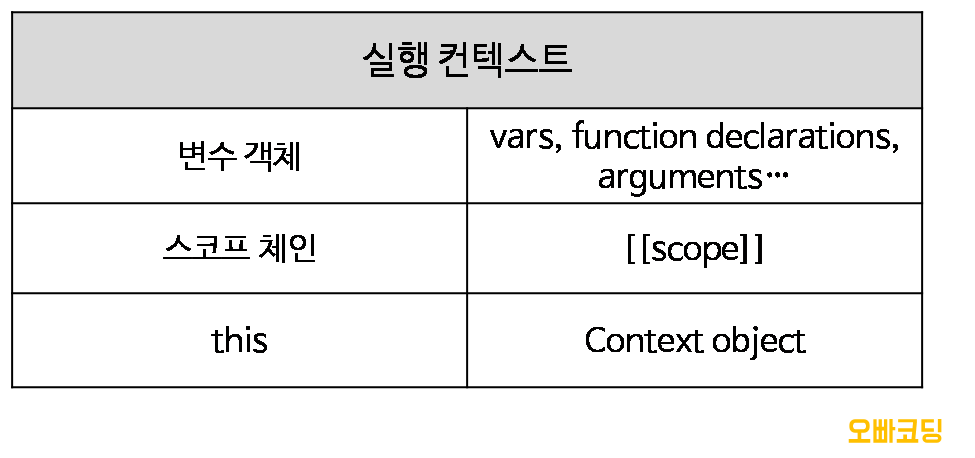 실행 컨텍스트
변수 객체
vars, function declarations,
arguments…
스코프 체인
[[scope]]
this
Context object
오빠코딩